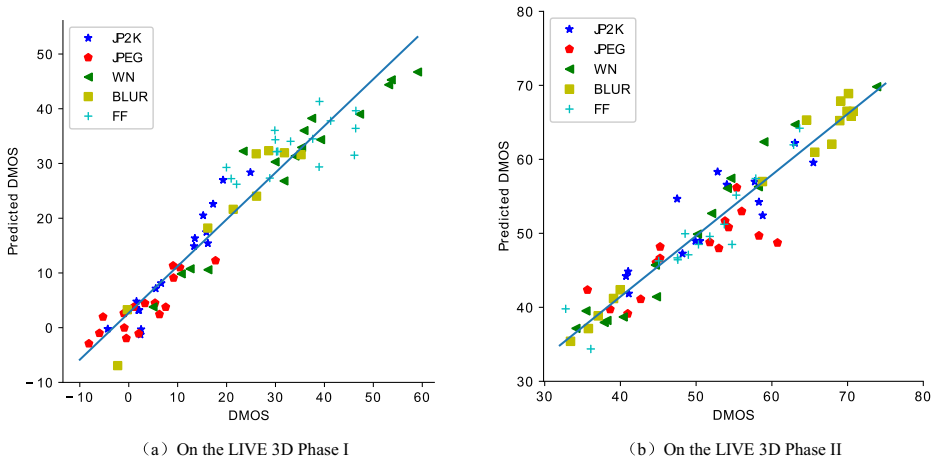 50
40
30
20
10
0
−10
Predicted DMOS
JP2K
JPEG
WN
BLUR
FF
−10 0 10 20 30 40 50 60
DMOS
(a) On the LIVE 3D Phase I
80
70
60
50
40
30
Predicted DMOS
JP2K
JPEG
WN
BLUR
FF
30 40 50 60 70 80
DMOS
(b) On the LIVE 3D Phase II